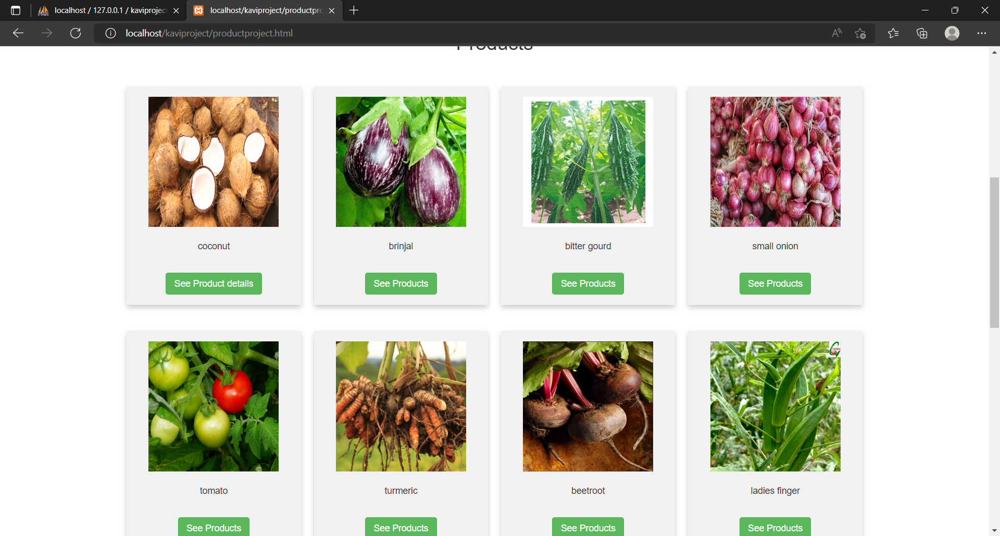 localhost / 127.0.0.1 / kaviproject
localhost/kaviproject/productpro
localhost/kaviproject/productproject.html
Products
coconut
brinjal
bitter gourd
small onion
See Product details
See Products
See Products
See Products
tomato
turmeric
beetroot
ladies finger
See Products
See Products
See Products
See Products